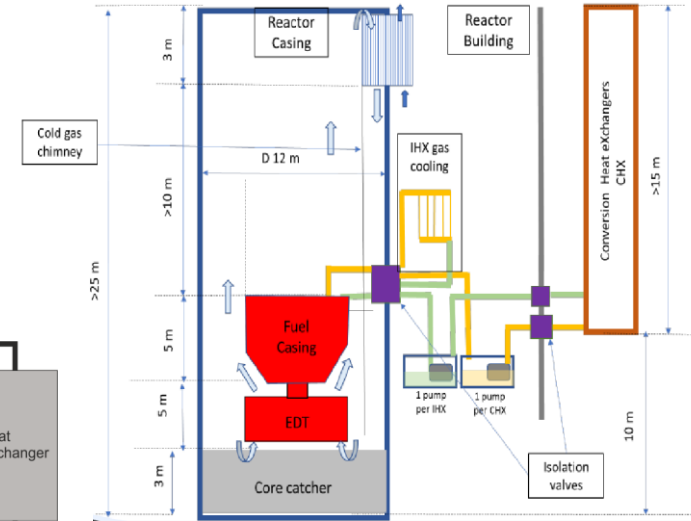 Reactor
Casing
Reactor
Building
3 m
Cold gas
chimney
IHX gas
cooling
D 12 m
Conversion Heat eXchangers
CHX
>15 m
>10 m
>25 m
Fuel
Casing
5 m
1 pump
per IHX
1 pump
per CHX
EDT
5 m
10 m
at
changer
Isolation
valves
3 m
Core catcher